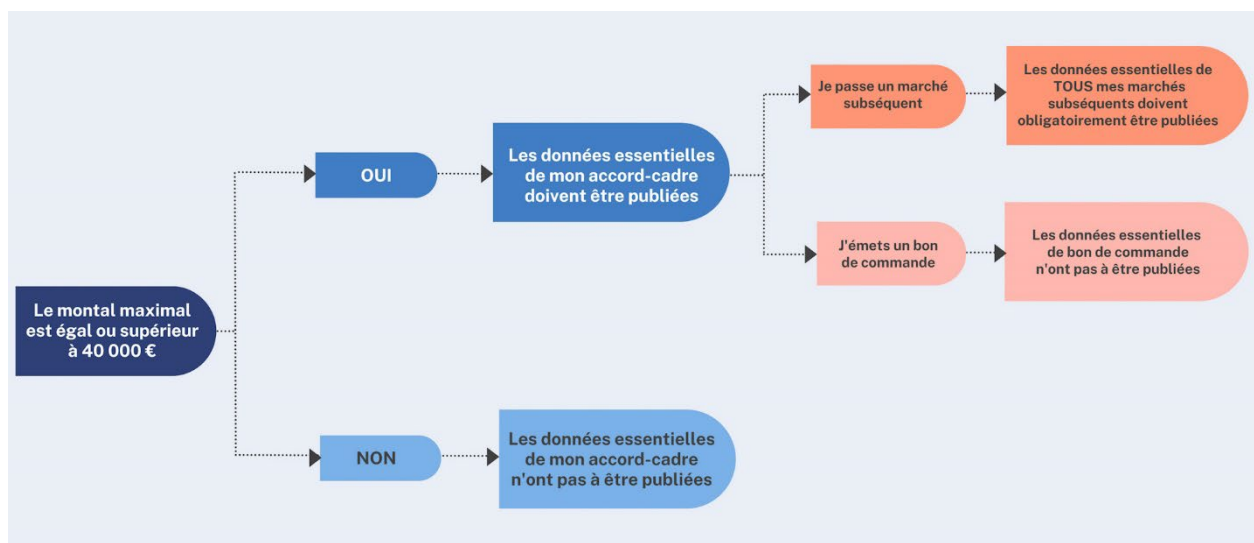 Le montal maximal
est égal ou supérieur
à 40 000 €
OUI
Les données essentielles
de mon accord-cadre
doivent être publiées
Je passe un marché
subséquent
Les données essentielles de
TOUS mes marchés
subséquents doivent
obligatoirement être publiées
J'émets un bon
de commande
Les données essentielles
de bon de commande
n'ont pas à être publiées
NON
Les données essentielles
de mon accord-cadre
n'ont pas à être publiées